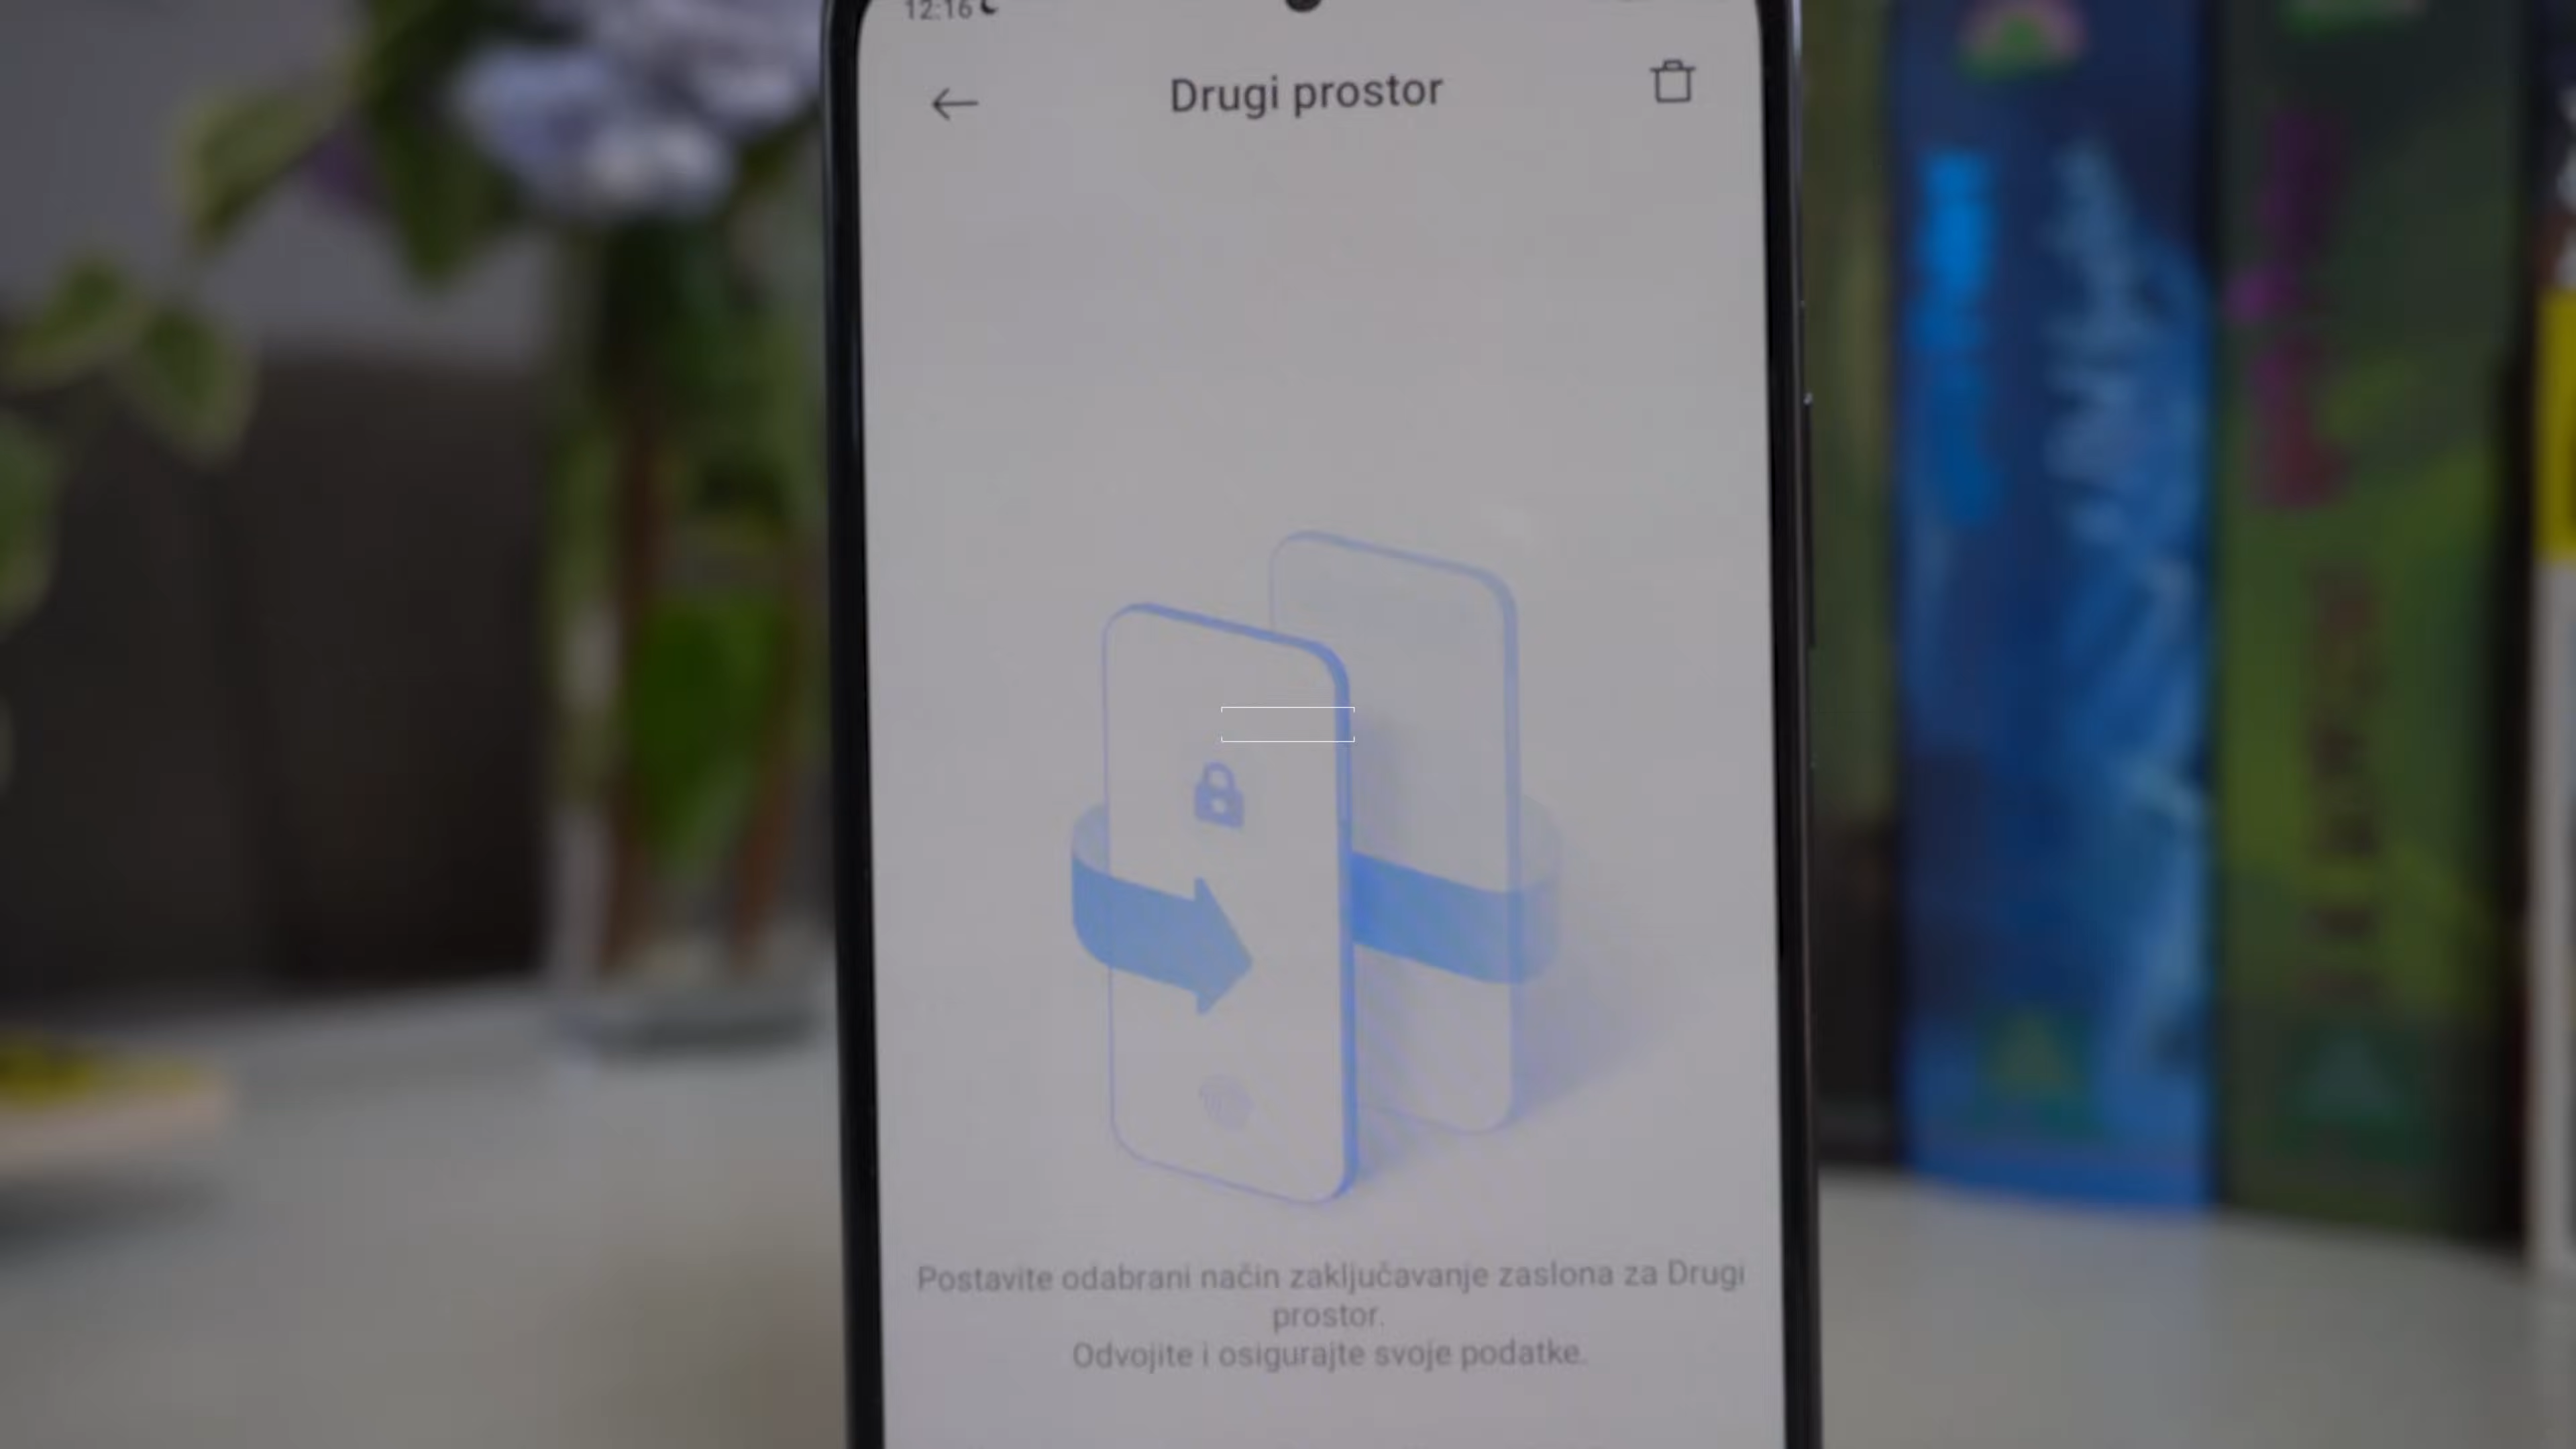 12:16
Drugi prostor
Postavite odabrani način zaključavanje zaslona za Drugi
prostor.
Odvojite i osigurajte svoje podatke.